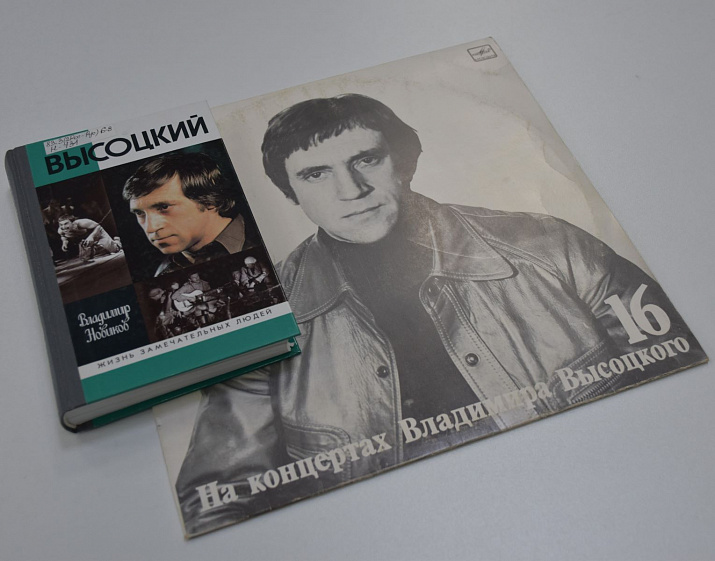 ВЫСОЦКИЙ
Владимир
Новиков
ЖИЗНЬ ЗАМЕЧАТЕЛЬНЫХ ЛЮДЕЙ
16
На концертах Владимира Высоцкого